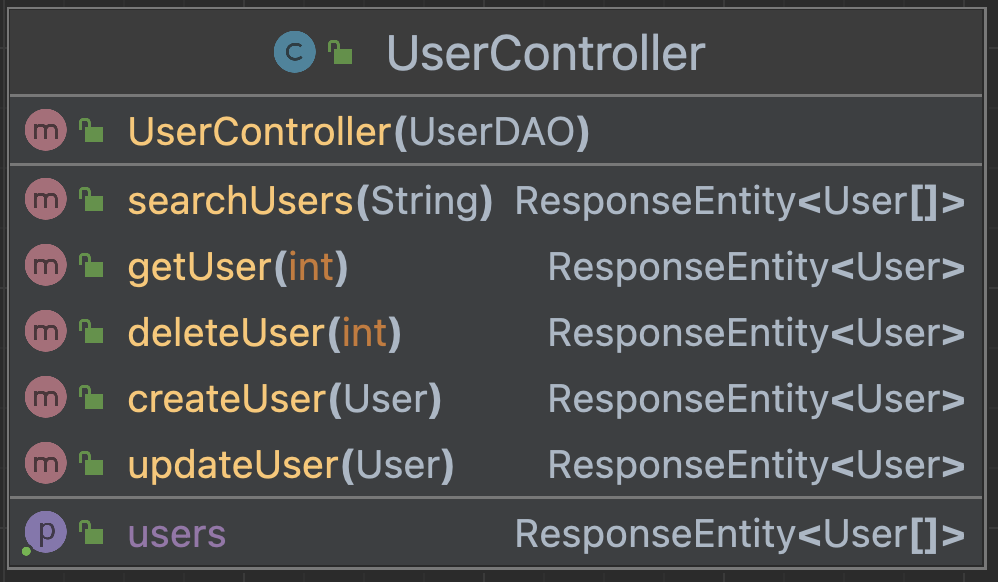 C UserController
m UserController(UserDAO)
m searchUsers(String) ResponseEntity<User[]>
m getUser(int) ResponseEntity<User>
m deleteUser(int) ResponseEntity<User>
m createUser(User) ResponseEntity<User>
m updateUser(User) ResponseEntity<User>
p users ResponseEntity<User[]>